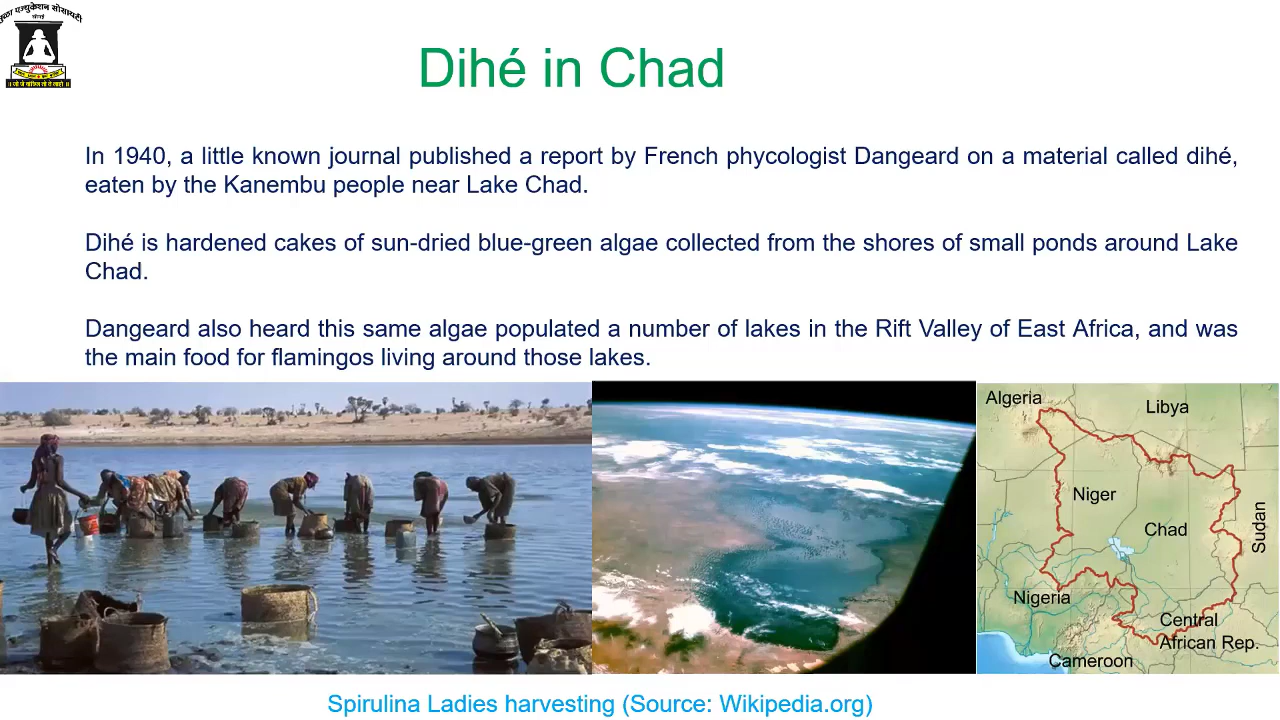 Dihé in Chad
In 1940, a little known journal published a report by French phycologist Dangeard on a material called dihé,
eaten by the Kanembu people near Lake Chad.
Dihé is hardened cakes of sun-dried blue-green algae collected from the shores of small ponds around Lake
Chad.
Dangeard also heard this same algae populated a number of lakes in the Rift Valley of East Africa, and was
the main food for flamingos living around those lakes.
Algeria
Libya
Niger
Chad
Sudan
Nigeria
Central
African Rep.
Cameroon
Spirulina Ladies harvesting (Source: Wikipedia.org)